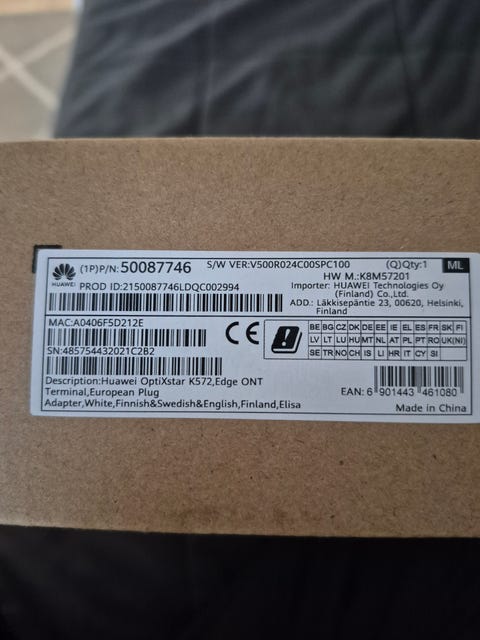 HUAWEI
(1P)P/N:50087746 S/W VER:V500R024C00SPC100 (Q)Qty:1 ML
HW M.:K8M57201
PROD ID:2150087746LDQC002994
Importer: HUAWEI Technologies Oy
(Finland) Co.,Ltd.
ADD.: Läkkisepäntie 23, 00620, Helsinki,
Finland
MAC:A0406F5D212E
SN:485754432021C2B2
CE
BE BG CZ DK DE EE IE EL ES FR SK FI
LV LT LU HU MT NL AT PL PT RO UK(NI)
SE TR NO CH IS LI HR IT CY SI
Description:Huawei OptiXstar K572,Edge ONT
Terminal,European Plug
Adapter,White,Finnish&Swedish&English,Finland,Elisa
EAN: 6 901443 461080
Made in China